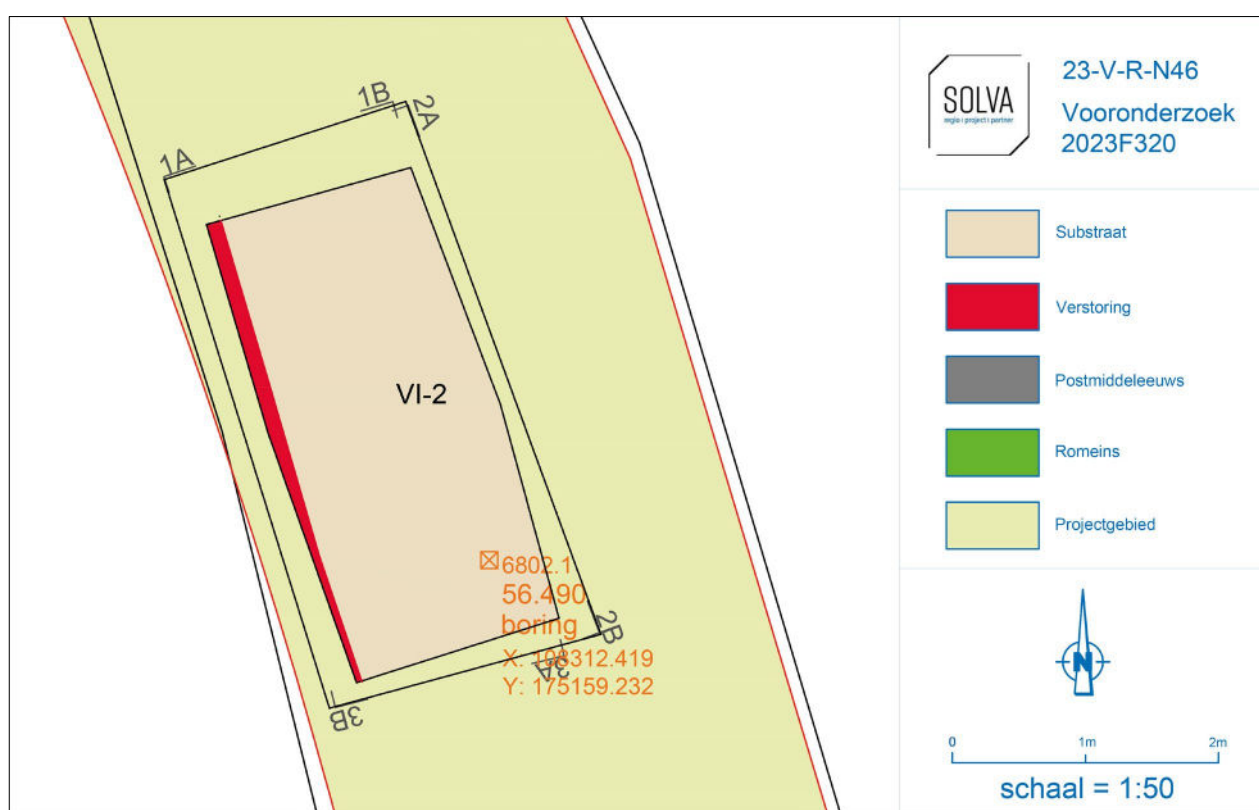 1B
2A
1A
VI-2
6802.1
56.490
boring
X: 108312.419
Y: 175159.232
2B
3A
3B
SOLVA
regio | project | partner
23-V-R-N46
Vooronderzoek
2023F320
Substraat
Verstoring
Postmiddeleeuws
Romeins
Projectgebied
N
0 1m 2m
schaal = 1:50